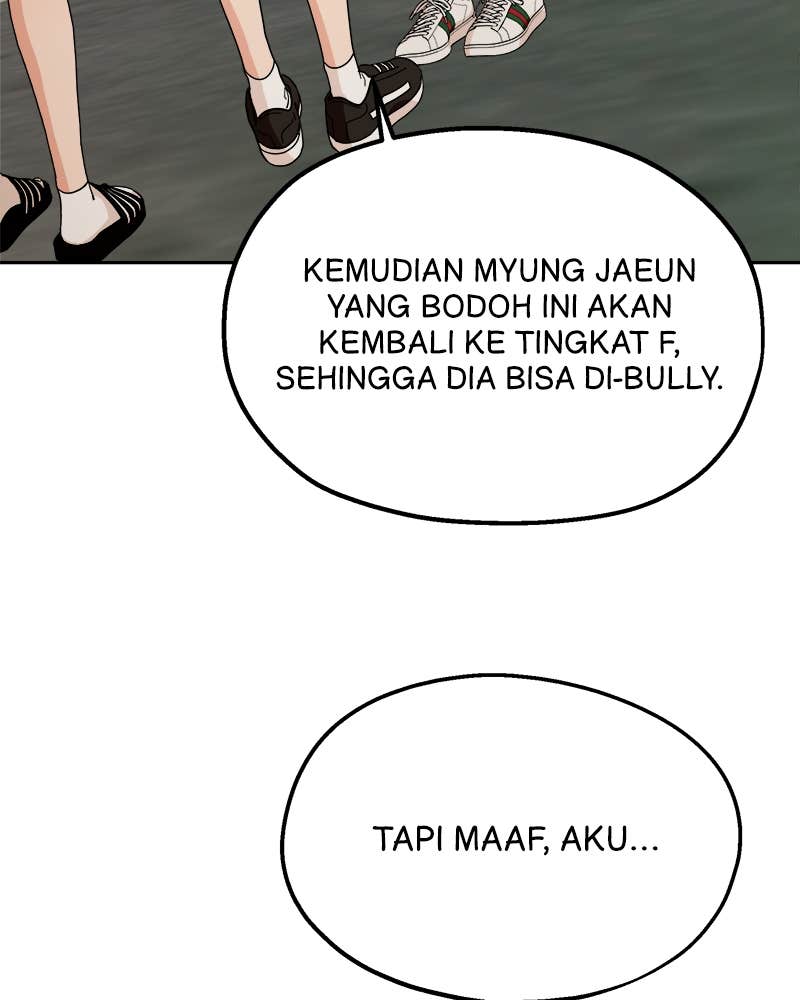 KEMUDIAN MYUNG JAEUN
YANG BODOH INI AKAN
KEMBALI KE TINGKAT F,
SEHINGGA DIA BISA DI-BULLY.
TAPI MAAF, AKU...